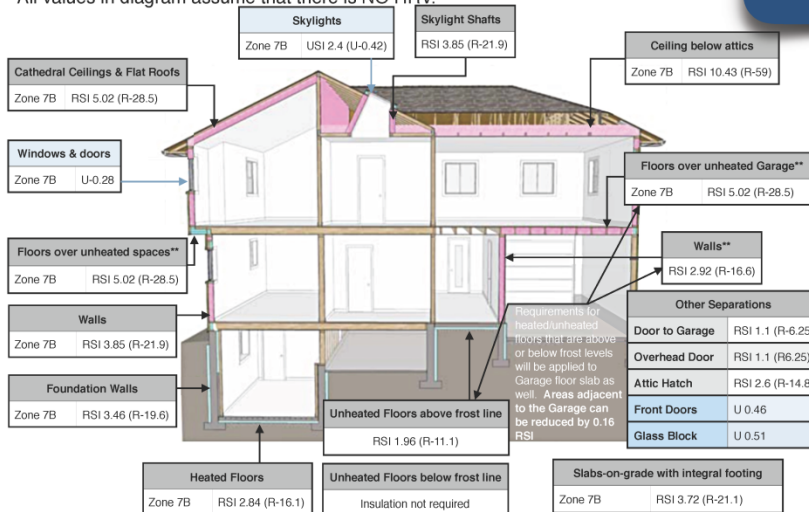 All values in diagram assume that there is NO HRV.
Skylights
Zone 7B USI 2.4 (U-0.42)
Skylight Shafts
RSI 3.85 (R-21.9)
Ceiling below attics
Zone 7B RSI 10.43 (R-59)
Cathedral Ceilings & Flat Roofs
Zone 7B RSI 5.02 (R-28.5)
Windows & doors
Zone 7B U-0.28
Floors over unheated Garage**
Zone 7B RSI 5.02 (R-28.5)
Floors over unheated spaces**
Zone 7B RSI 5.02 (R-28.5)
Walls**
RSI 2.92 (R-16.6)
Walls
Zone 7B RSI 3.85 (R-21.9)
Foundation Walls
Zone 7B RSI 3.46 (R-19.6)
Requirements for
heated/unheated
floors that are above
or below frost levels
will be applied to
Garage floor slab as
well. Areas adjacent
to the Garage can
be reduced by 0.16
RSI
Other Separations
Door to Garage RSI 1.1 (R-6.25
Overhead Door RSI 1.1 (R6.25)
Attic Hatch RSI 2.6 (R-14.8
Front Doors U 0.46
Glass Block U 0.51
Unheated Floors above frost line
RSI 1.96 (R-11.1)
Heated Floors
Zone 7B RSI 2.84 (R-16.1)
Unheated Floors below frost line
Insulation not required
Slabs-on-grade with integral footing
Zone 7B RSI 3.72 (R-21.1)